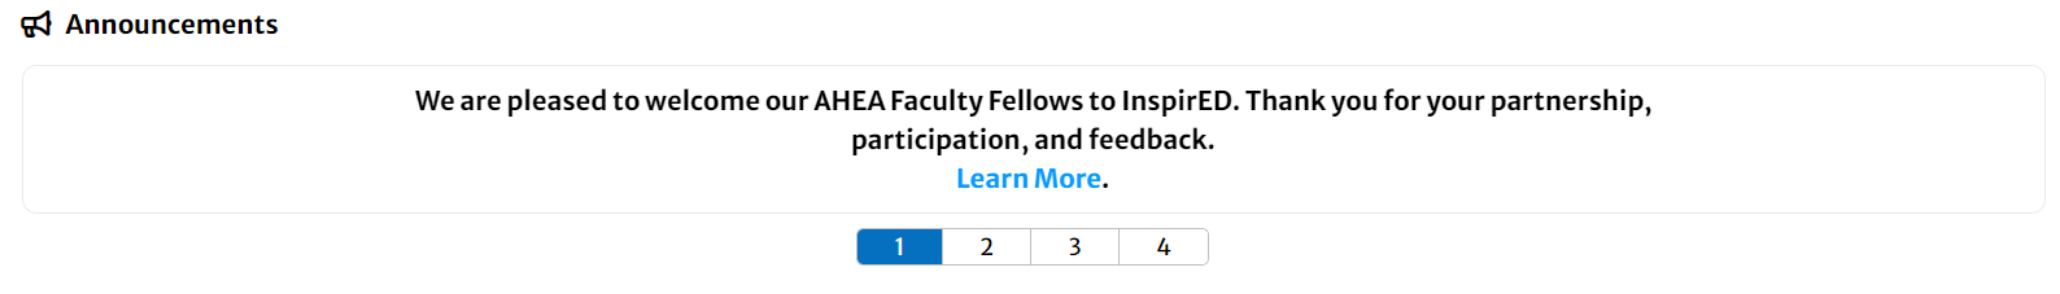 Announcements
We are pleased to welcome our AHEA Faculty Fellows to InspirED. Thank you for your partnership,
participation, and feedback.
Learn More.
1 2 3 4